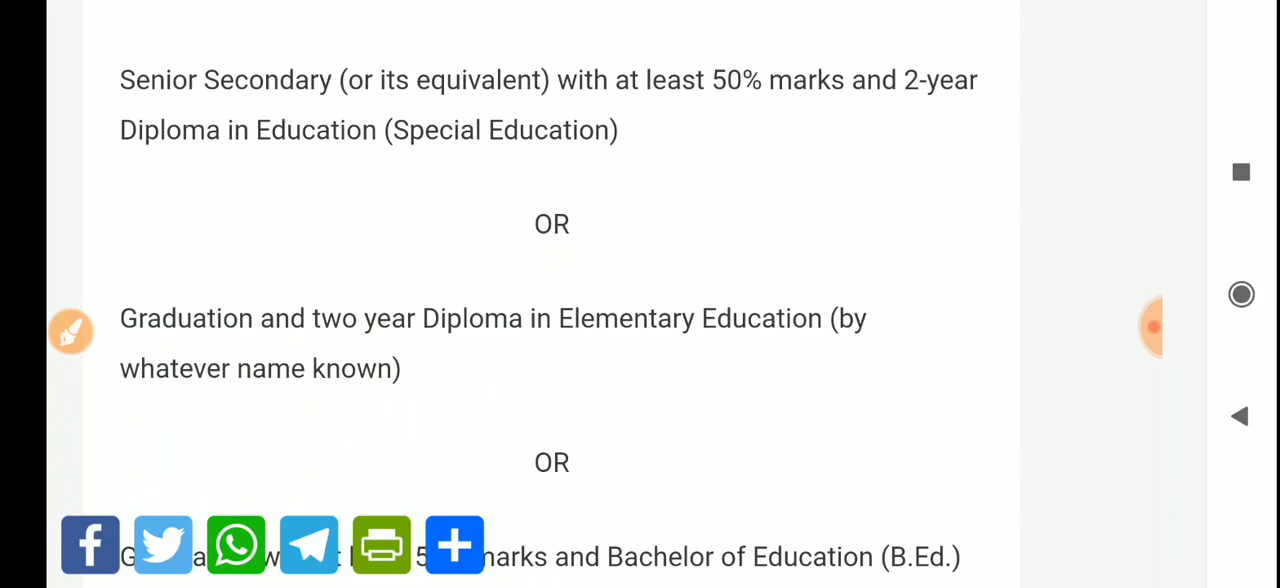 Senior Secondary (or its equivalent) with at least 50% marks and 2-year
Diploma in Education (Special Education)
OR
Graduation and two year Diploma in Elementary Education (by
whatever name known)
OR
marks and Bachelor of Education (B.Ed.)